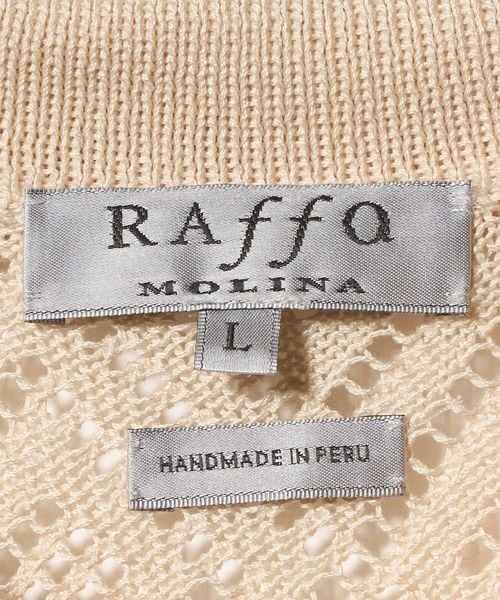 RAffa
MOLINA
L
HANDMADE IN PERU